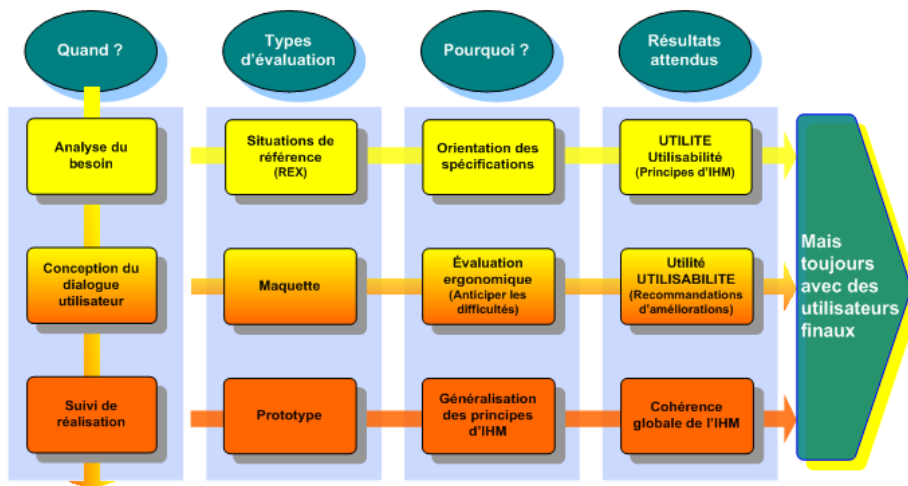 Quand ?
Types
d'évaluation
Pourquoi ?
Résultats
attendus
Analyse du
besoin
Situations de
référence
(REX)
Orientation des
spécifications
UTILITE
Utilisabilité
(Principes d'IHM)
Conception du
dialogue
utilisateur
Maquette
Évaluation
ergonomique
(Anticiper les
difficultés)
Utilité
UTILISABILITE
(Recommandations
d'améliorations)
Suivi de
réalisation
Prototype
Généralisation
des principes
d'IHM
Cohérence
globale de l'IHM
Mais
toujours
avec des
utilisateurs
finaux